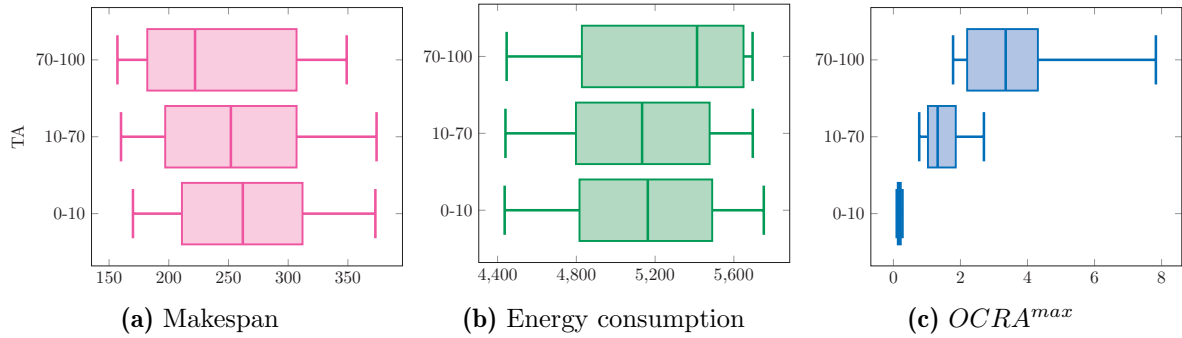 TA
70-100
10-70
0-10
150 200 250 300 350
(a) Makespan
70-100
10-70
0-10
4,400 4,800 5,200 5,600
(b) Energy consumption
70-100
10-70
0-10
0 2 4 6 8
(c) OCRA^max